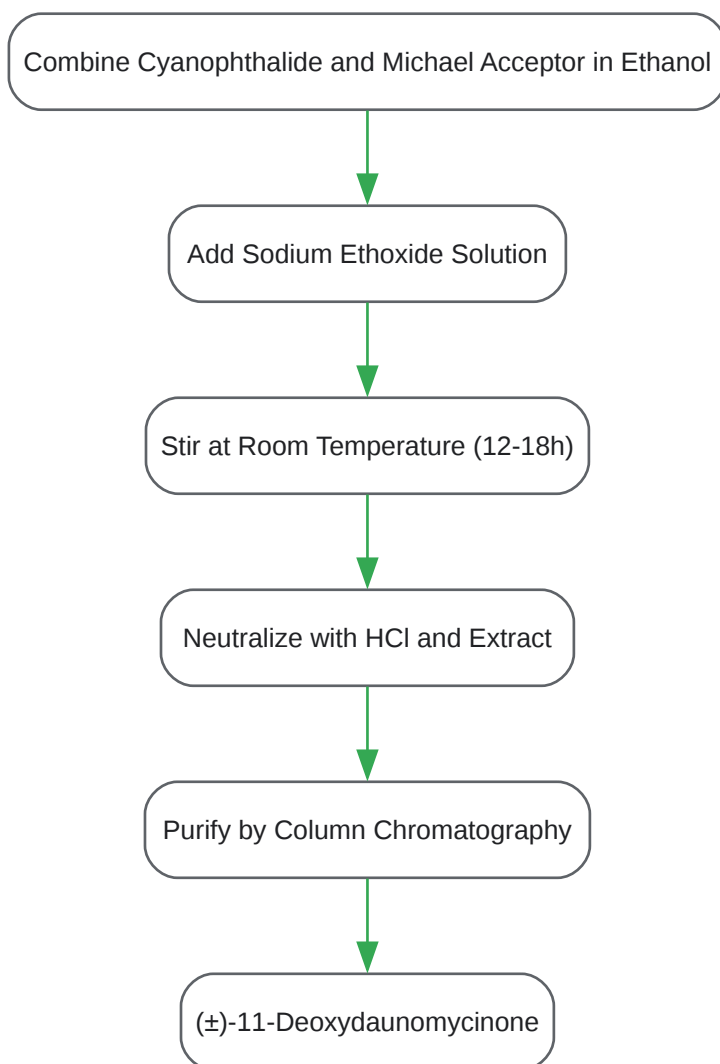 Combine Cyanophthalide and Michael Acceptor in Ethanol
Add Sodium Ethoxide Solution
Stir at Room Temperature (12-18h)
Neutralize with HCl and Extract
Purify by Column Chromatography
(±)-11-Deoxydaunomycinone